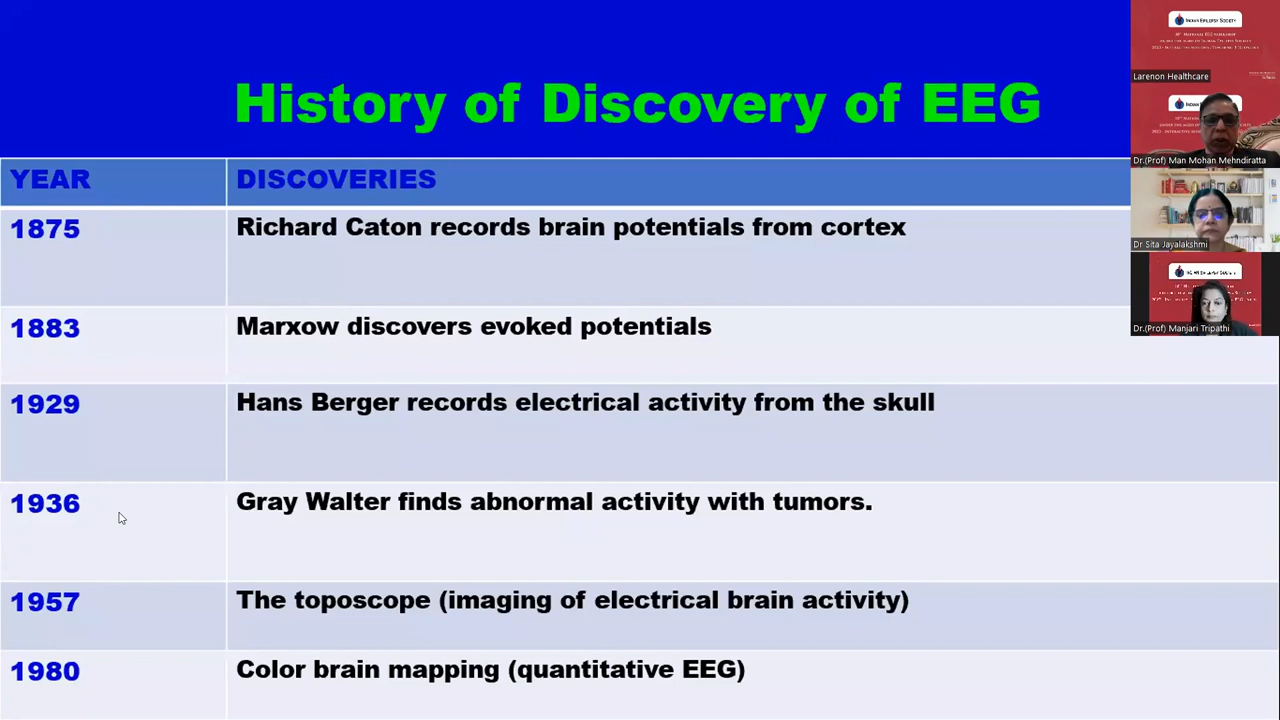 History of Discovery of EEG
YEAR DISCOVERIES
1875 Richard Caton records brain potentials from cortex
1883 Marxow discovers evoked potentials
1929 Hans Berger records electrical activity from the skull
1936 Gray Walter finds abnormal activity with tumors.
1957 The toposcope (imaging of electrical brain activity)
1980 Color brain mapping (quantitative EEG)
INDIAN EPILEPSY SOCIETY
Larenon Healthcare
Dr.(Prof) Man Mohan Mehndiratta
Dr Sita Jayalakshmi
Dr.(Prof) Manjari Tripathi